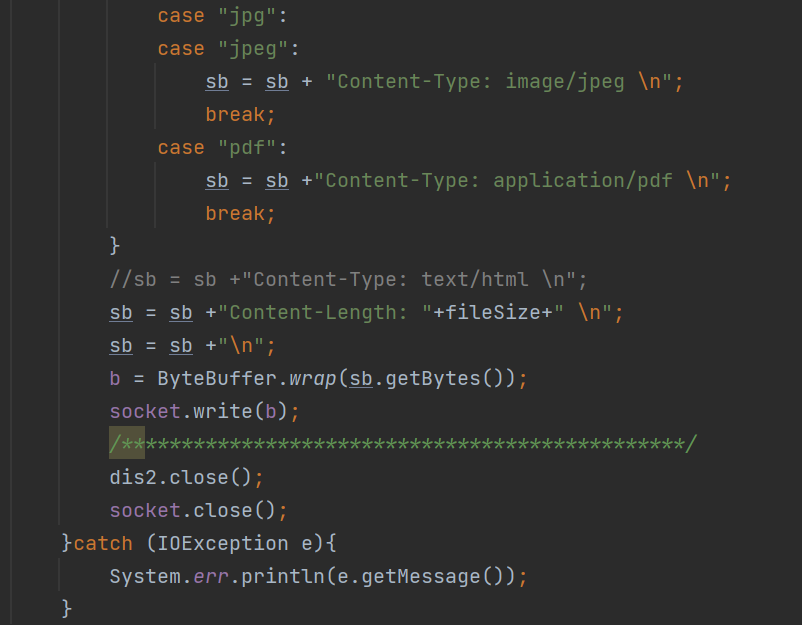 case "jpg":
case "jpeg":
sb = sb + "Content-Type: image/jpeg \n";
break;
case "pdf":
sb = sb +"Content-Type: application/pdf \n";
break;
}
//sb = sb +"Content-Type: text/html \n";
sb = sb +"Content-Length: "+fileSize+" \n";
sb = sb +"\n";
b = ByteBuffer.wrap(sb.getBytes());
socket.write(b);
/***********************************************/
dis2.close();
socket.close();
}catch (IOException e){
System.err.println(e.getMessage());
}